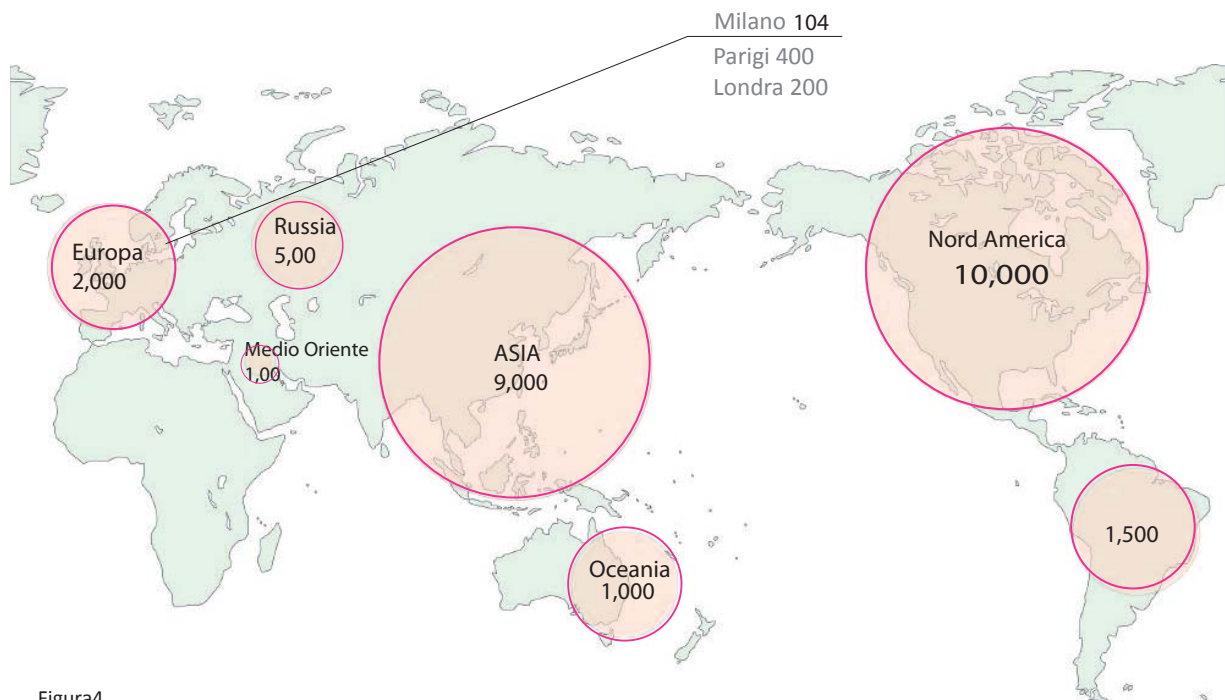 Milano 104
Parigi 400
Londra 200
Europa
2,000
Russia
5,00
Medio Oriente
1,00
ASIA
9,000
Nord America
10,000
Oceania
1,000
1,500
Figura4